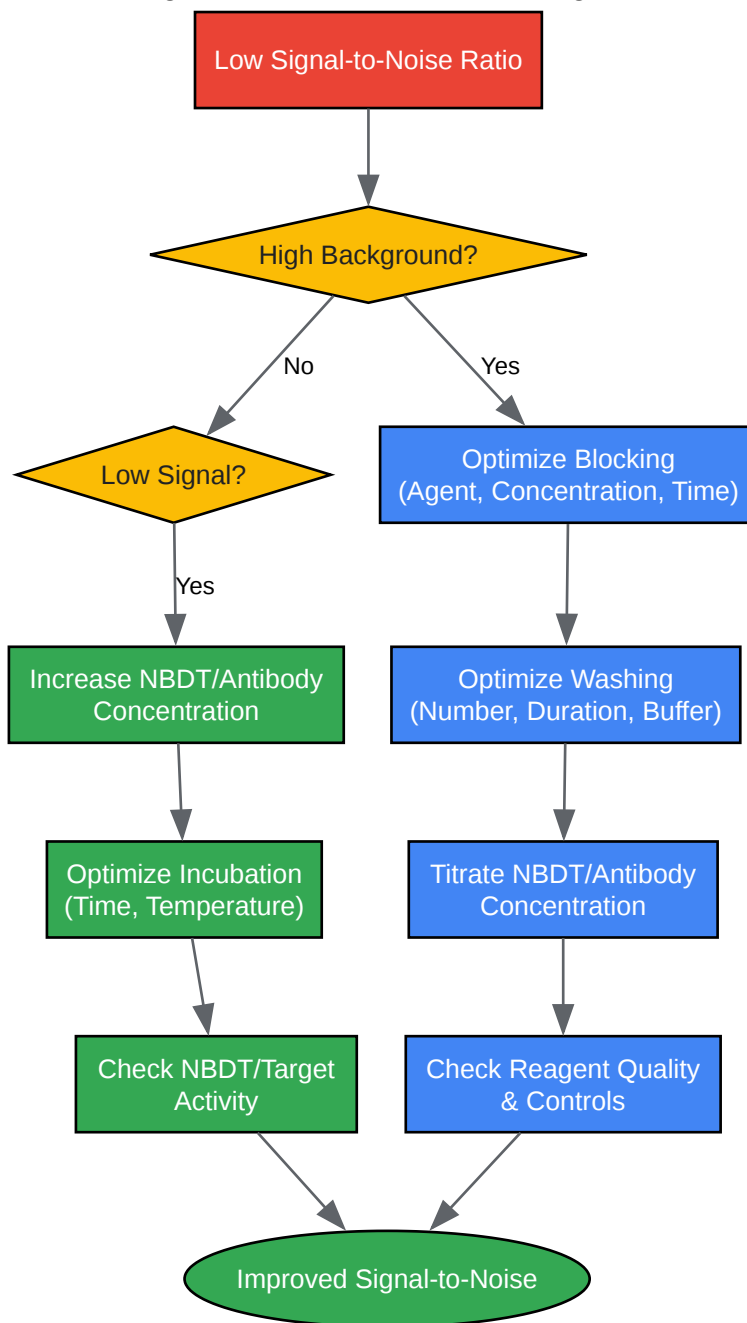 Low Signal-to-Noise Ratio
High Background?
No
Yes
Low Signal?
Optimize Blocking
(Agent, Concentration, Time)
Yes
Increase NBDT/Antibody
Concentration
Optimize Washing
(Number, Duration, Buffer)
Optimize Incubation
(Time, Temperature)
Titrate NBDT/Antibody
Concentration
Check NBDT/Target
Activity
Check Reagent Quality
& Controls
Improved Signal-to-Noise